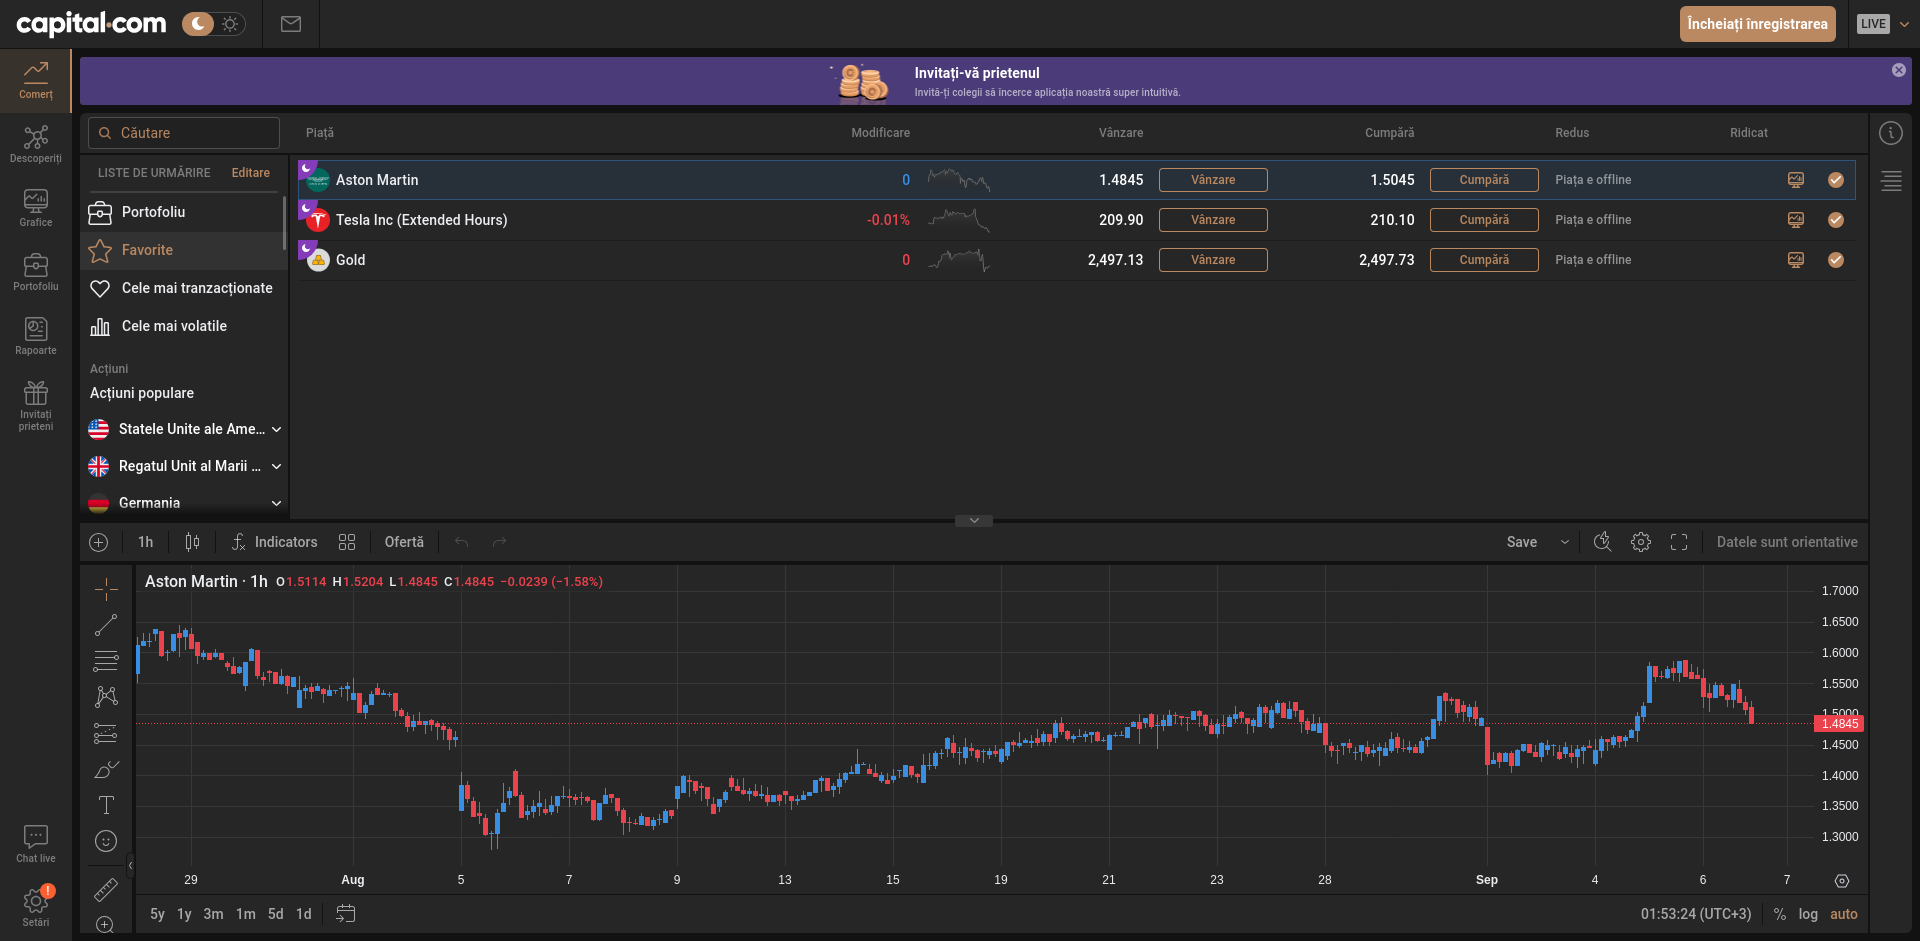 capital.com
Încheiați înregistrarea
LIVE
Invitați-vă prietenul
Invită-ți colegii să încerce aplicația noastră super intuitivă.
Comerț
Descoperiți
Grafice
Portofoliu
Rapoarte
Invitați
prieteni
Chat live
!
Setări
Căutare
Piață Modificare Vânzare Cumpără Redus Ridicat
LISTE DE URMĂRIRE Editare
Portofoliu
Favorite
Cele mai tranzacționate
Cele mai volatile
Acțiuni
Acțiuni populare
Statele Unite ale Ame...
Regatul Unit al Marii ...
Germania
Aston Martin 0 1.4845 Vânzare 1.5045 Cumpără Piața e offline
Tesla Inc (Extended Hours) -0.01% 209.90 Vânzare 210.10 Cumpără Piața e offline
Gold 0 2,497.13 Vânzare 2,497.73 Cumpără Piața e offline
1h Indicators Ofertă Save Datele sunt orientative
Aston Martin · 1h O1.5114 H1.5204 L1.4845 C1.4845 −0.0239 (−1.58%)
1.7000
1.6500
1.6000
1.5500
1.5000
1.4845
1.4500
1.4000
1.3500
1.3000
29 Aug 5 7 9 13 15 19 21 23 28 Sep 4 6 7
5y 1y 3m 1m 5d 1d 01:53:24 (UTC+3) % log auto